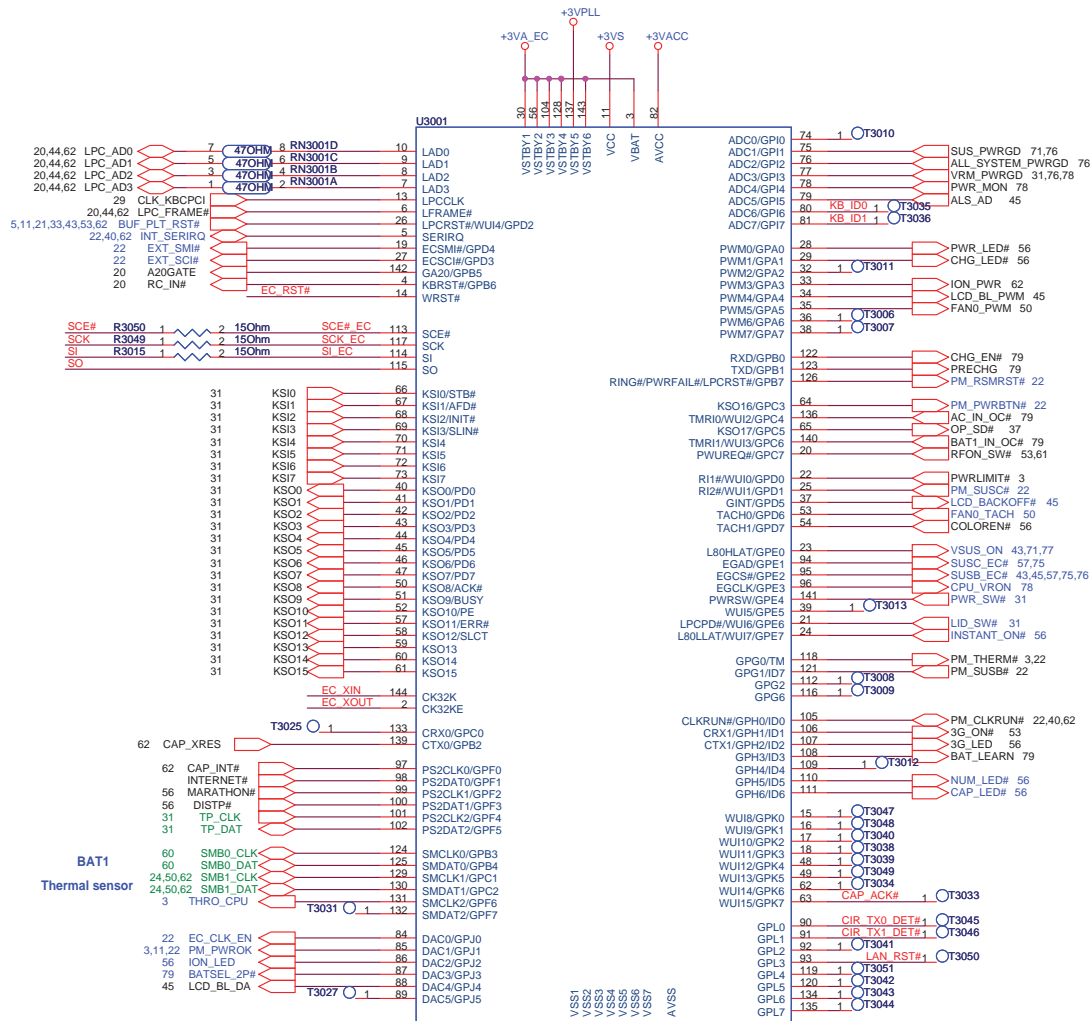 +3VPLL
+3VA_EC +3VS +3VACC
30 56 104 128 137 143 11 3 82
U3001
VSTBY1 VSTBY2 VSTBY3 VSTBY4 VSTBY5 VSTBY6 VCC VBAT AVCC
20,44,62 LPC_AD0 7 47OHM 8 RN3001D 10 LAD0
20,44,62 LPC_AD1 5 47OHM 6 RN3001C 9 LAD1
20,44,62 LPC_AD2 3 47OHM 4 RN3001B 8 LAD2
20,44,62 LPC_AD3 1 47OHM 2 RN3001A 7 LAD3
29 CLK_KBCPCI 13 LPCCLK
20,44,62 LPC_FRAME# 6 LFRAME#
5,11,21,33,43,53,62 BUF_PLT_RST# 26 LPCRST#/WUI4/GPD2
22,40,62 INT_SERIRQ 5 SERIRQ
22 EXT_SMI# 19 ECSMI#/GPD4
22 EXT_SCI# 27 ECSCI#/GPD3
20 A20GATE 142 GA20/GPB5
20 RC_IN# 4 KBRST#/GPB6
EC_RST# 14 WRST#
SCE# R3050 1 2 15Ohm SCE#_EC 113 SCE#
SCK R3049 1 2 15Ohm SCK_EC 117 SCK
SI R3015 1 2 15Ohm SI_EC 114 SI
SO 115 SO
31 KSI0 66 KSI0/STB#
31 KSI1 67 KSI1/AFD#
31 KSI2 68 KSI2/INIT#
31 KSI3 69 KSI3/SLIN#
31 KSI4 70 KSI4
31 KSI5 71 KSI5
31 KSI6 72 KSI6
31 KSI7 73 KSI7
31 KSO0 40 KSO0/PD0
31 KSO1 41 KSO1/PD1
31 KSO2 42 KSO2/PD2
31 KSO3 43 KSO3/PD3
31 KSO4 44 KSO4/PD4
31 KSO5 45 KSO5/PD5
31 KSO6 46 KSO6/PD6
31 KSO7 47 KSO7/PD7
31 KSO8 50 KSO8/ACK#
31 KSO9 51 KSO9/BUSY
31 KSO10 52 KSO10/PE
31 KSO11 57 KSO11/ERR#
31 KSO12 58 KSO12/SLCT
31 KSO13 59 KSO13
31 KSO14 60 KSO14
31 KSO15 61 KSO15
EC_XIN 144 CK32K
EC_XOUT 2 CK32KE
T3025 1 133 CRX0/GPC0
62 CAP_XRES 139 CTX0/GPB2
62 CAP_INT# 97 PS2CLK0/GPF0
INTERNET# 98 PS2DAT0/GPF1
56 MARATHON# 99 PS2CLK1/GPF2
56 DISTP# 100 PS2DAT1/GPF3
31 TP_CLK 101 PS2CLK2/GPF4
31 TP_DAT 102 PS2DAT2/GPF5
BAT1
Thermal sensor
60 SMB0_CLK 124 SMCLK0/GPB3
60 SMB0_DAT 125 SMDAT0/GPB4
24,50,62 SMB1_CLK 129 SMCLK1/GPC1
24,50,62 SMB1_DAT 130 SMDAT1/GPC2
3 THRO_CPU 131 SMCLK2/GPF6
T3031 1 132 SMDAT2/GPF7
22 EC_CLK_EN 84 DAC0/GPJ0
3,11,22 PM_PWROK 85 DAC1/GPJ1
56 ION_LED 86 DAC2/GPJ2
79 BATSEL_2P# 87 DAC3/GPJ3
45 LCD_BL_DA 88 DAC4/GPJ4
T3027 1 89 DAC5/GPJ5
ADC0/GPI0 74 1 T3010
ADC1/GPI1 75 SUS_PWRGD 71,76
ADC2/GPI2 76 ALL_SYSTEM_PWRGD 76
ADC3/GPI3 77 VRM_PWRGD 31,76,78
ADC4/GPI4 78 PWR_MON 78
ADC5/GPI5 79 ALS_AD 45
ADC6/GPI6 80 KB_ID0 1 T3035
ADC7/GPI7 81 KB_ID1 1 T3036
PWM0/GPA0 28 PWR_LED# 56
PWM1/GPA1 29 CHG_LED# 56
PWM2/GPA2 32 1 T3011
PWM3/GPA3 33 ION_PWR 62
PWM4/GPA4 34 LCD_BL_PWM 45
PWM5/GPA5 35 FAN0_PWM 50
PWM6/GPA6 36 1 T3006
PWM7/GPA7 38 1 T3007
RXD/GPB0 122 CHG_EN# 79
TXD/GPB1 123 PRECHG 79
RING#/PWRFAIL#/LPCRST#/GPB7 126 PM_RSMRST# 22
KSO16/GPC3 64 PM_PWRBTN# 22
TMRI0/WUI2/GPC4 136 AC_IN_OC# 79
KSO17/GPC5 65 OP_SD# 37
TMRI1/WUI3/GPC6 140 BAT1_IN_OC# 79
PWUREQ#/GPC7 20 RFON_SW# 53,61
RI1#/WUI0/GPD0 22 PWRLIMIT# 3
RI2#/WUI1/GPD1 25 PM_SUSC# 22
GINT/GPD5 37 LCD_BACKOFF# 45
TACH0/GPD6 53 FAN0_TACH 50
TACH1/GPD7 54 COLOREN# 56
L80HLAT/GPE0 23 VSUS_ON 43,71,77
EGAD/GPE1 94 SUSC_EC# 57,75
EGCS#/GPE2 95 SUSB_EC# 43,45,57,75,76
EGCLK/GPE3 96 CPU_VRON 78
PWRSW/GPE4 141 PWR_SW# 31
WUI5/GPE5 39 1 T3013
LPCPD#/WUI6/GPE6 21 LID_SW# 31
L80LLAT/WUI7/GPE7 24 INSTANT_ON# 56
GPG0/TM 118 PM_THERM# 3,22
GPG1/ID7 121 PM_SUSB# 22
GPG2 112 1 T3008
GPG6 116 1 T3009
CLKRUN#/GPH0/ID0 105 PM_CLKRUN# 22,40,62
CRX1/GPH1/ID1 106 3G_ON# 53
CTX1/GPH2/ID2 107 3G_LED 56
GPH3/ID3 108 BAT_LEARN 79
GPH4/ID4 109 1 T3012
GPH5/ID5 110 NUM_LED# 56
GPH6/ID6 111 CAP_LED# 56
WUI8/GPK0 15 1 T3047
WUI9/GPK1 16 1 T3048
WUI10/GPK2 17 1 T3040
WUI11/GPK3 18 1 T3038
WUI12/GPK4 48 1 T3039
WUI13/GPK5 49 1 T3049
WUI14/GPK6 62 1 T3034
WUI15/GPK7 63 CAP_ACK# 1 T3033
GPL0 90 CIR_TX0_DET# 1 T3045
GPL1 91 CIR_TX1_DET# 1 T3046
GPL2 92 1 T3041
GPL3 93 LAN_RST# 1 T3050
GPL4 119 1 T3051
GPL5 120 1 T3042
GPL6 134 1 T3043
GPL7 135 1 T3044
VSS1 VSS2 VSS3 VSS4 VSS5 VSS6 VSS7 AVSS